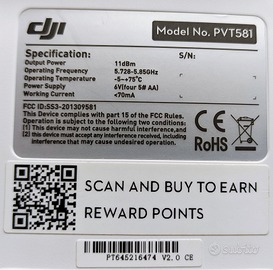 dji
Model No. PVT581
Specification:
S/N:
Output Power 11dBm
Operating Frequency 5.728-5.85GHz
Operating Temperature -5~+75°C
Power Supply 6V(four 5# AA)
Working Current <70mA
FCC ID:SS3-201309581
This Device complies with part 15 of the FCC Rules.
Operation is subject to the following two conditions:
(1) this device may not cause harmful interference, and
(2) this device must accept any interference received,
including interference that may cause undesired
operation.
CE
RoHS
SCAN AND BUY TO EARN
REWARD POINTS
PT645216474 V2.0 CE
subito